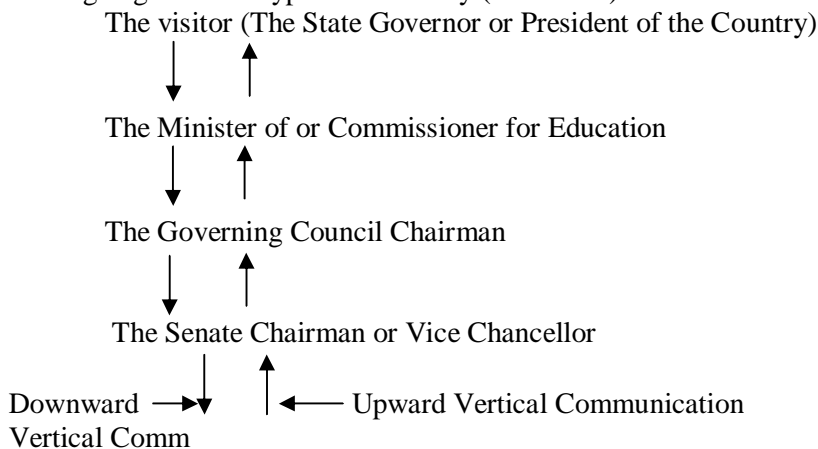 The visitor (The State Governor or President of the Country)
The Minister of or Commissioner for Education
The Governing Council Chairman
The Senate Chairman or Vice Chancellor
Downward
Upward Vertical Communication
Vertical Comm